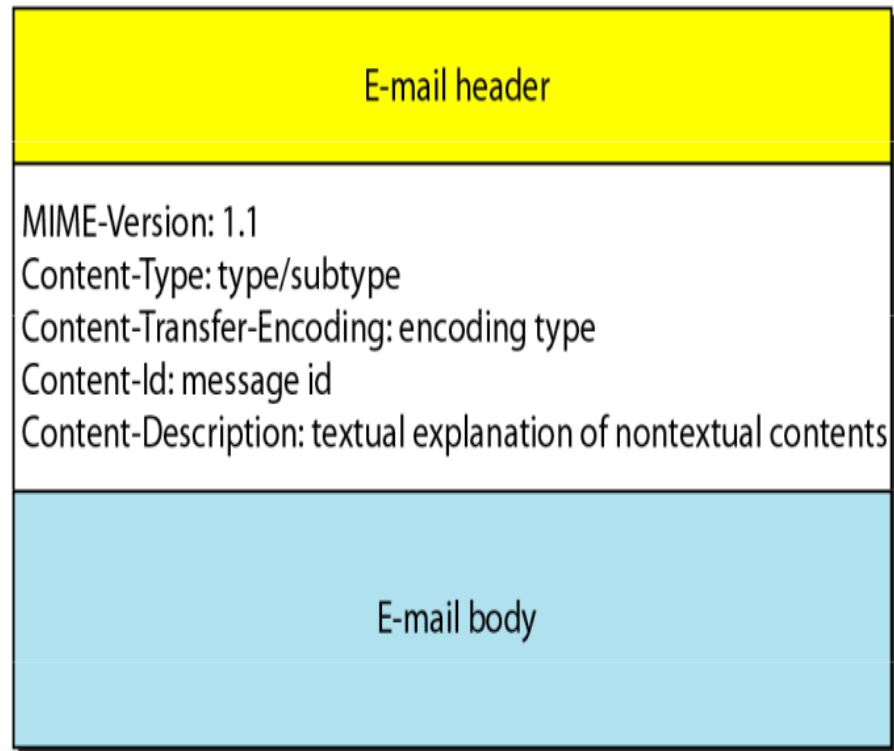 E-mail header
MIME-Version: 1.1
Content-Type: type/subtype
Content-Transfer-Encoding: encoding type
Content-Id: message id
Content-Description: textual explanation of nontextual contents
E-mail body